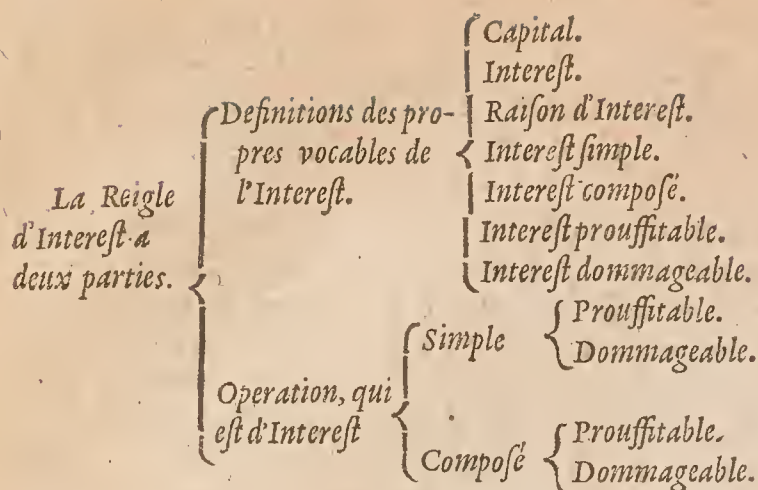 La Reigle
d'Intereſt a
deux parties.
Definitions des pro-
pres vocables de
l'Intereſt.
Capital.
Intereſt.
Raiſon d'Intereſt.
Intereſt ſimple.
Intereſt compoſé.
Intereſt prouffitable.
Intereſt dommageable.
Operation, qui
eſt d'Intereſt
Simple
Prouffitable.
Dommageable.
Compoſé
Prouffitable.
Dommageable.